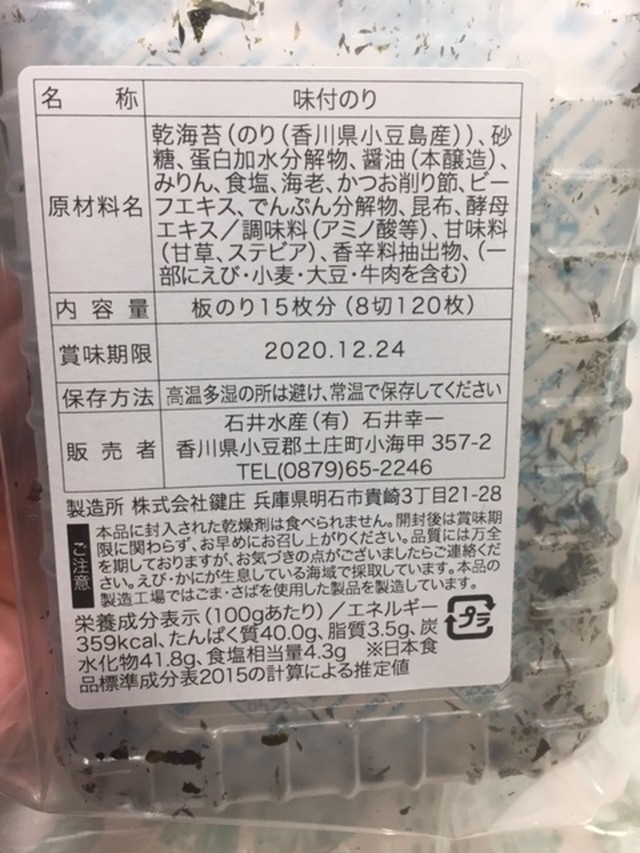 名称 味付のり
原材料名 乾海苔(のり(香川県小豆島産))、砂
糖、蛋白加水分解物、醤油(本醸造)、
みりん、食塩、海老、かつお削り節、ビー
フエキス、でんぷん分解物、昆布、酵母
エキス/調味料(アミノ酸等)、甘味料
(甘草、ステビア)、香辛料抽出物、(一
部にえび・小麦・大豆・牛肉を含む)
内容量 板のり15枚分(8切120枚)
賞味期限 2020.12.24
保存方法 高温多湿の所は避け、常温で保存してください
販売者 石井水産(有) 石井幸一
香川県小豆郡土庄町小海甲 357-2
TEL(0879)65-2246
製造所 株式会社鍵庄 兵庫県明石市貴崎3丁目21-28
ご注意 本品に封入された乾燥剤は食べられません。開封後は賞味期
限に関わらず、お早めにお召し上がりください。品質には万全
を期しておりますが、お気づきの点がございましたらご連絡くだ
さい。えび・かにが生息している海域で採取しています。本品の
製造工場ではごま・さばを使用した製品を製造しています。
栄養成分表示(100gあたり)/エネルギー
359kcal、たんぱく質40.0g、脂質3.5g、炭
水化物41.8g、食塩相当量4.3g ※日本食
品標準成分表2015の計算による推定値
プラ